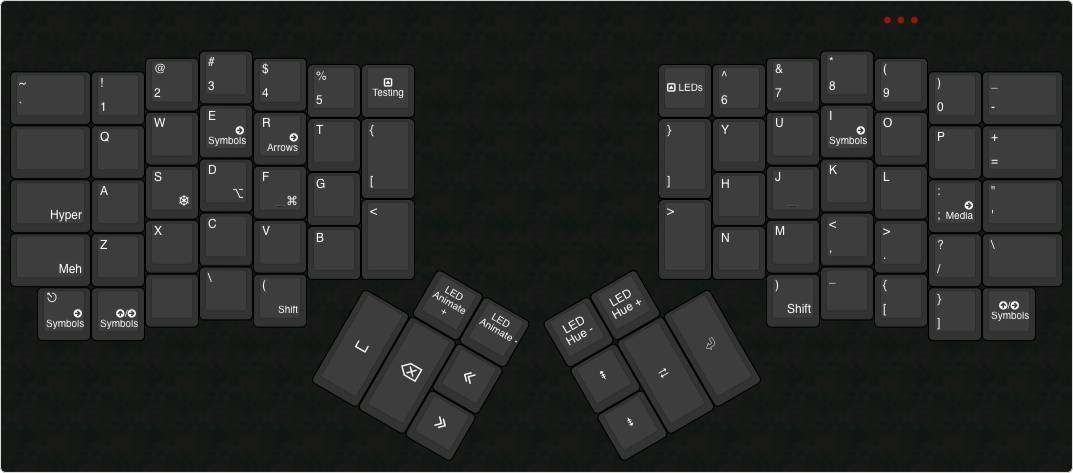 ~
`
!
1
@
2
#
3
$
4
%
5
Testing
LEDs
^
6
&
7
*
8
(
9
)
0
_
-
Q
W
E
Symbols
R
Arrows
T
{
[
}
]
Y
U
I
Symbols
O
P
+
=
Hyper
A
S
D
⌥
F
_ ⌘
G
H
J
_
K
L
:
; Media
"
'
Meh
Z
X
C
V
B
<
>
N
M
<
,
>
.
?
/
\
Symbols
Symbols
\
(
Shift
)
Shift
_
{
[
}
]
Symbols
LED
Animate
+
LED
Animate -
LED
Hue -
LED
Hue +